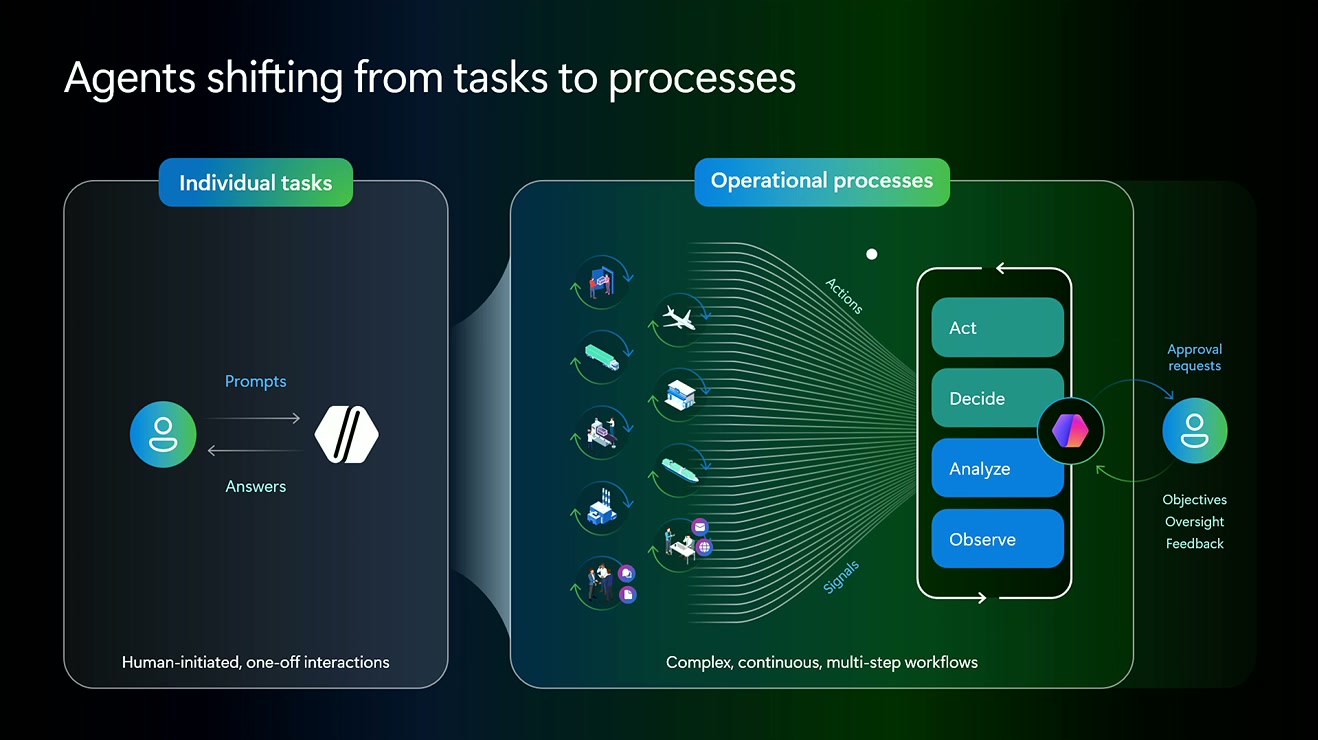 Agents shifting from tasks to processes
Individual tasks
Prompts
Answers
Human-initiated, one-off interactions
Operational processes
Actions
Signals
Act
Decide
Analyze
Observe
Complex, continuous, multi-step workflows
Approval
requests
Objectives
Oversight
Feedback